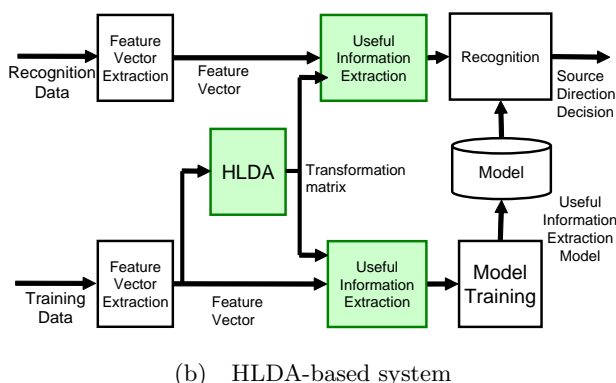 Recognition
Data
Feature
Vector
Extraction
Feature
Vector
Useful
Information
Extraction
Recognition
Source
Direction
Decision
HLDA
Transformation
matrix
Model
Useful
Information
Extraction
Model
Training
Data
Feature
Vector
Extraction
Feature
Vector
Useful
Information
Extraction
Model
Training
(b) HLDA-based system